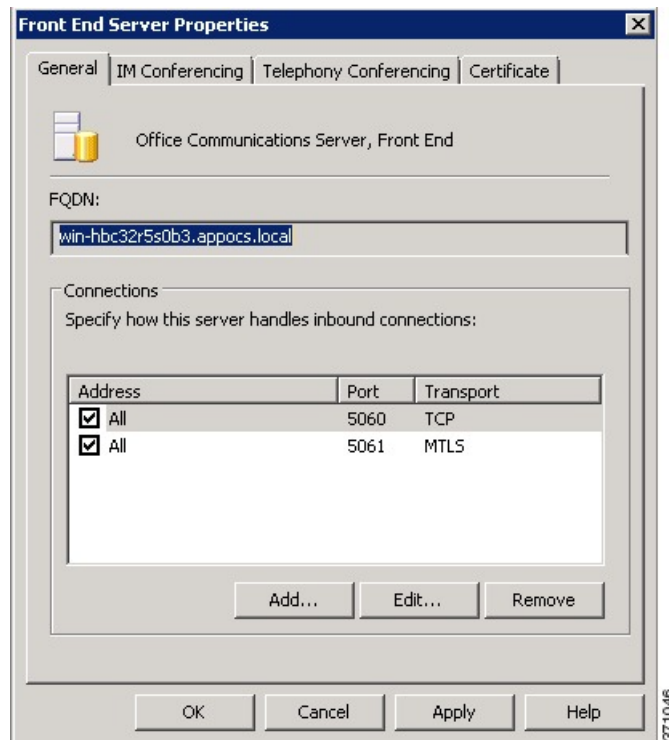 Front End Server Properties
General IM Conferencing Telephony Conferencing Certificate
Office Communications Server, Front End
FQDN:
win-hbc32r5s0b3.appocs.local
Connections
Specify how this server handles inbound connections:
Address Port Transport
All 5060 TCP
All 5061 MTLS
Add... Edit... Remove
OK Cancel Apply Help
271046